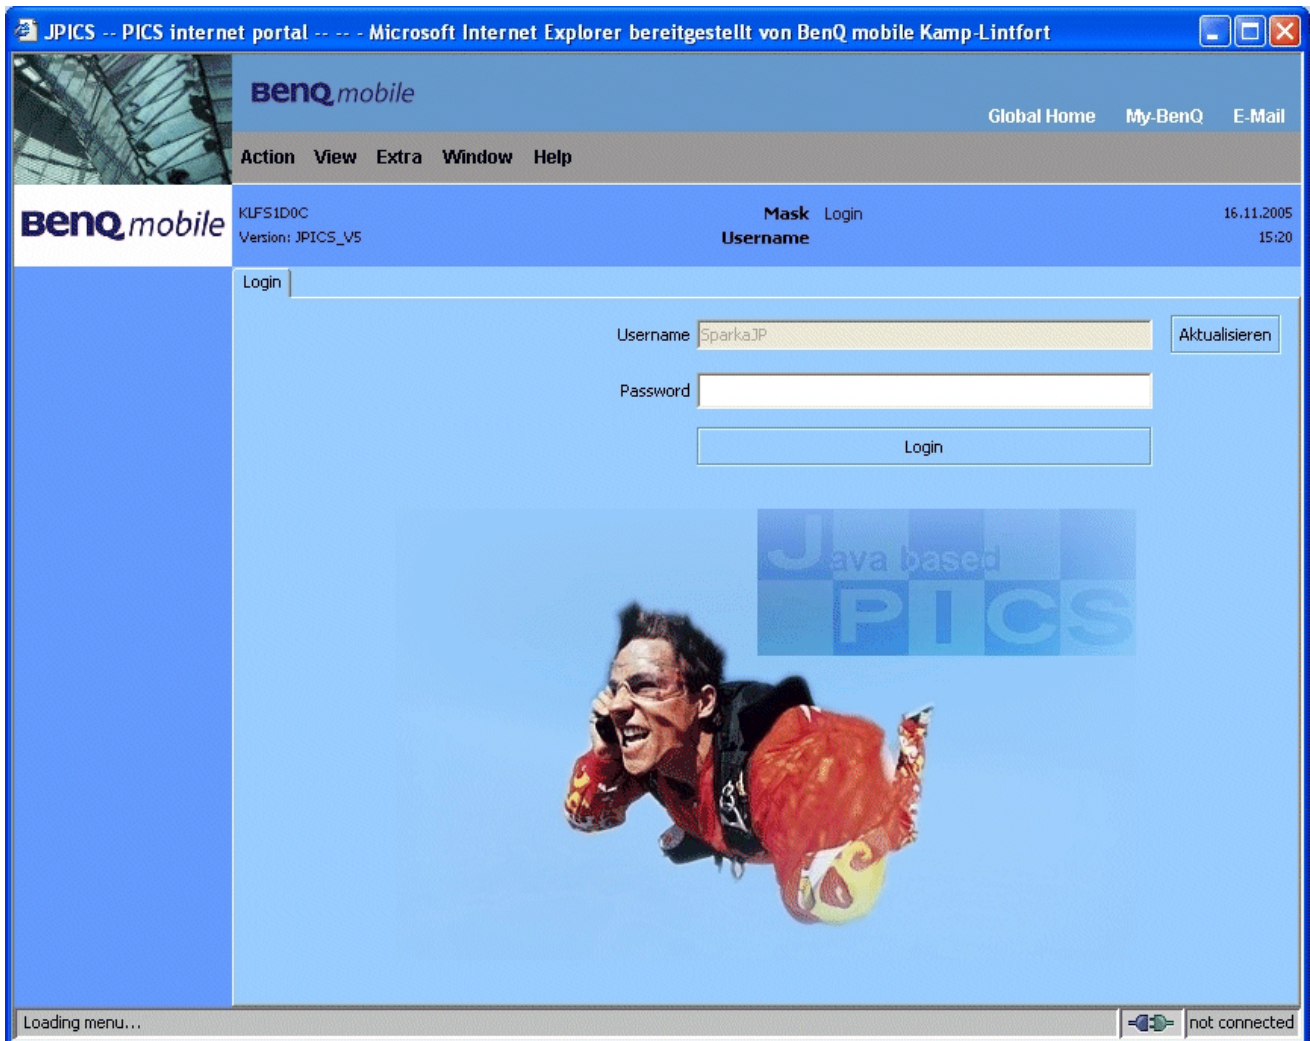 JPICS -- PICS internet portal -- -- - Microsoft Internet Explorer bereitgestellt von BenQ mobile Kamp-Lintfort
BenQ mobile
Global Home My-BenQ E-Mail
Action View Extra Window Help
BenQ mobile
KLFS1D0C
Mask Login
16.11.2005
Version: JPICS_V5
Username
15:20
Login
Username SparkaJP Aktualisieren
Password
Login
Java based
PICS
Loading menu...
not connected